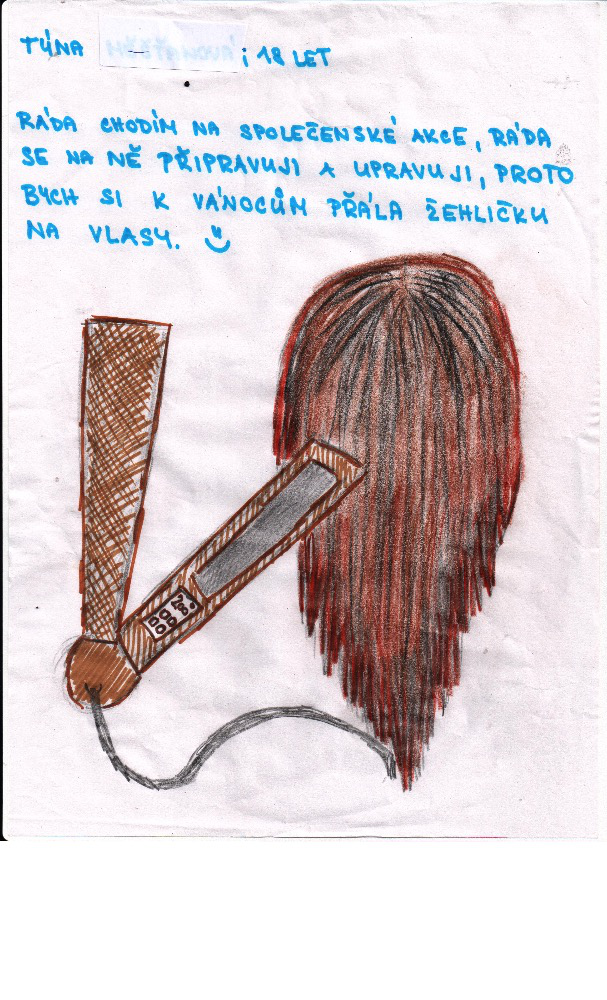 TÝNA ; 18 LET
RÁDA CHODÍM NA SPOLEČENSKÉ AKCE, RÁDA
SE NA NĚ PŘIPRAVUJI A UPRAVUJI, PROTO
BYCH SI K VÁNOCŮM PŘÁLA ŽEHLIČKU
NA VLASY.